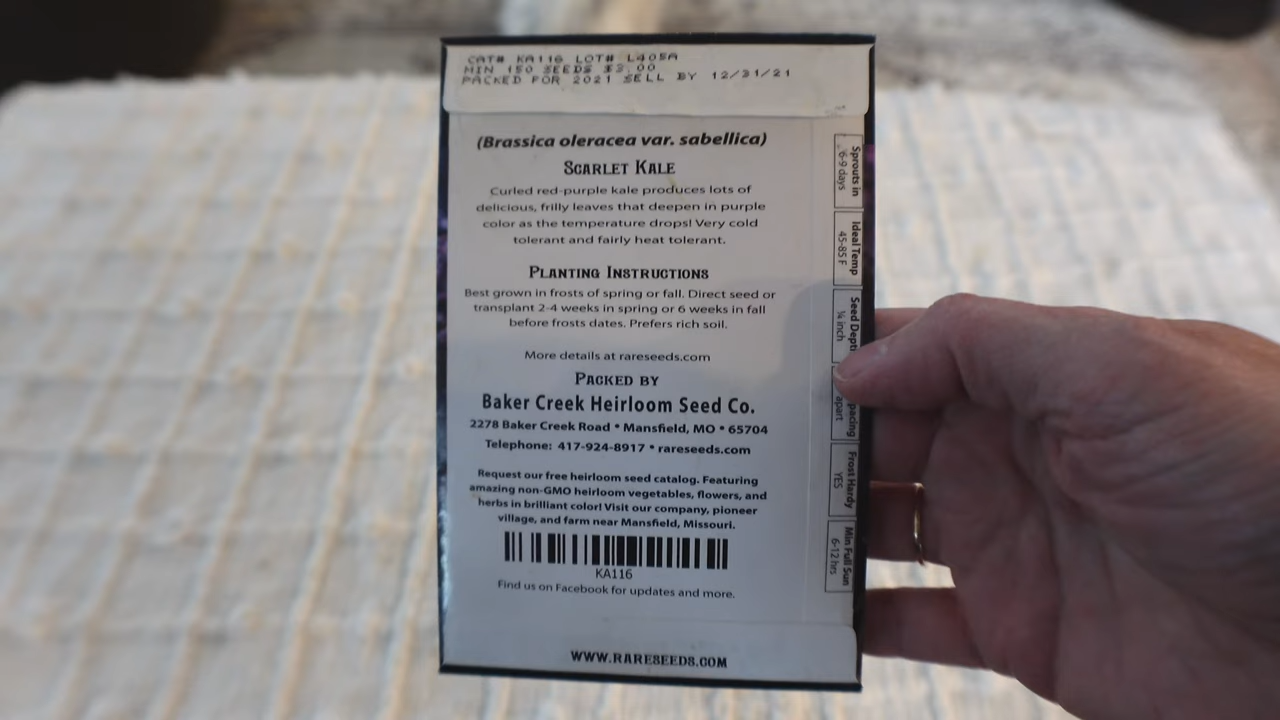 CAT# KA116 LOT# L405A
MIN 150 SEEDS $3.00
PACKED FOR 2021 SELL BY 12/31/21
(Brassica oleracea var. sabellica)
Scarlet Kale
Curled red-purple kale produces lots of
delicious, frilly leaves that deepen in purple
color as the temperature drops! Very cold
tolerant and fairly heat tolerant.
Planting Instructions
Best grown in frosts of spring or fall. Direct seed or
transplant 2-4 weeks in spring or 6 weeks in fall
before frosts dates. Prefers rich soil.
More details at rareseeds.com
Packed by
Baker Creek Heirloom Seed Co.
2278 Baker Creek Road • Mansfield, MO • 65704
Telephone: 417-924-8917 • rareseeds.com
Request our free heirloom seed catalog. Featuring
amazing non-GMO heirloom vegetables, flowers, and
herbs in brilliant color! Visit our company, pioneer
village, and farm near Mansfield, Missouri.
KA116
Find us on Facebook for updates and more.
WWW.RARESEEDS.COM
Sprouts in
6-9 days
Ideal Temp
45-85 F
Seed
¼ inch
apart
Frost Hardy
YES
Min Full Sun
6-12 hrs